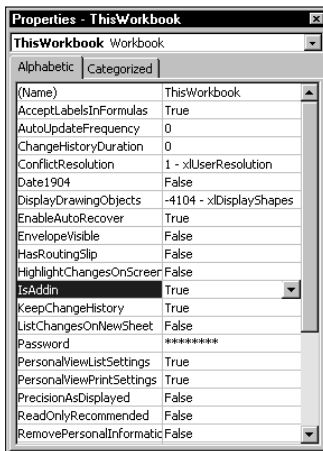 Properties - ThisWorkbook
ThisWorkbook Workbook
Alphabetic Categorized
(Name) ThisWorkbook
AcceptLabelsInFormulas True
AutoUpdateFrequency 0
ChangeHistoryDuration 0
ConflictResolution 1 - xlUserResolution
Date1904 False
DisplayDrawingObjects -4104 - xlDisplayShapes
EnableAutoRecover True
EnvelopeVisible False
HasRoutingSlip False
HighlightChangesOnScreen False
IsAddin True
KeepChangeHistory True
ListChangesOnNewSheet False
Password ********
PersonalViewListSettings True
PersonalViewPrintSettings True
PrecisionAsDisplayed False
ReadOnlyRecommended False
RemovePersonalInformatic False